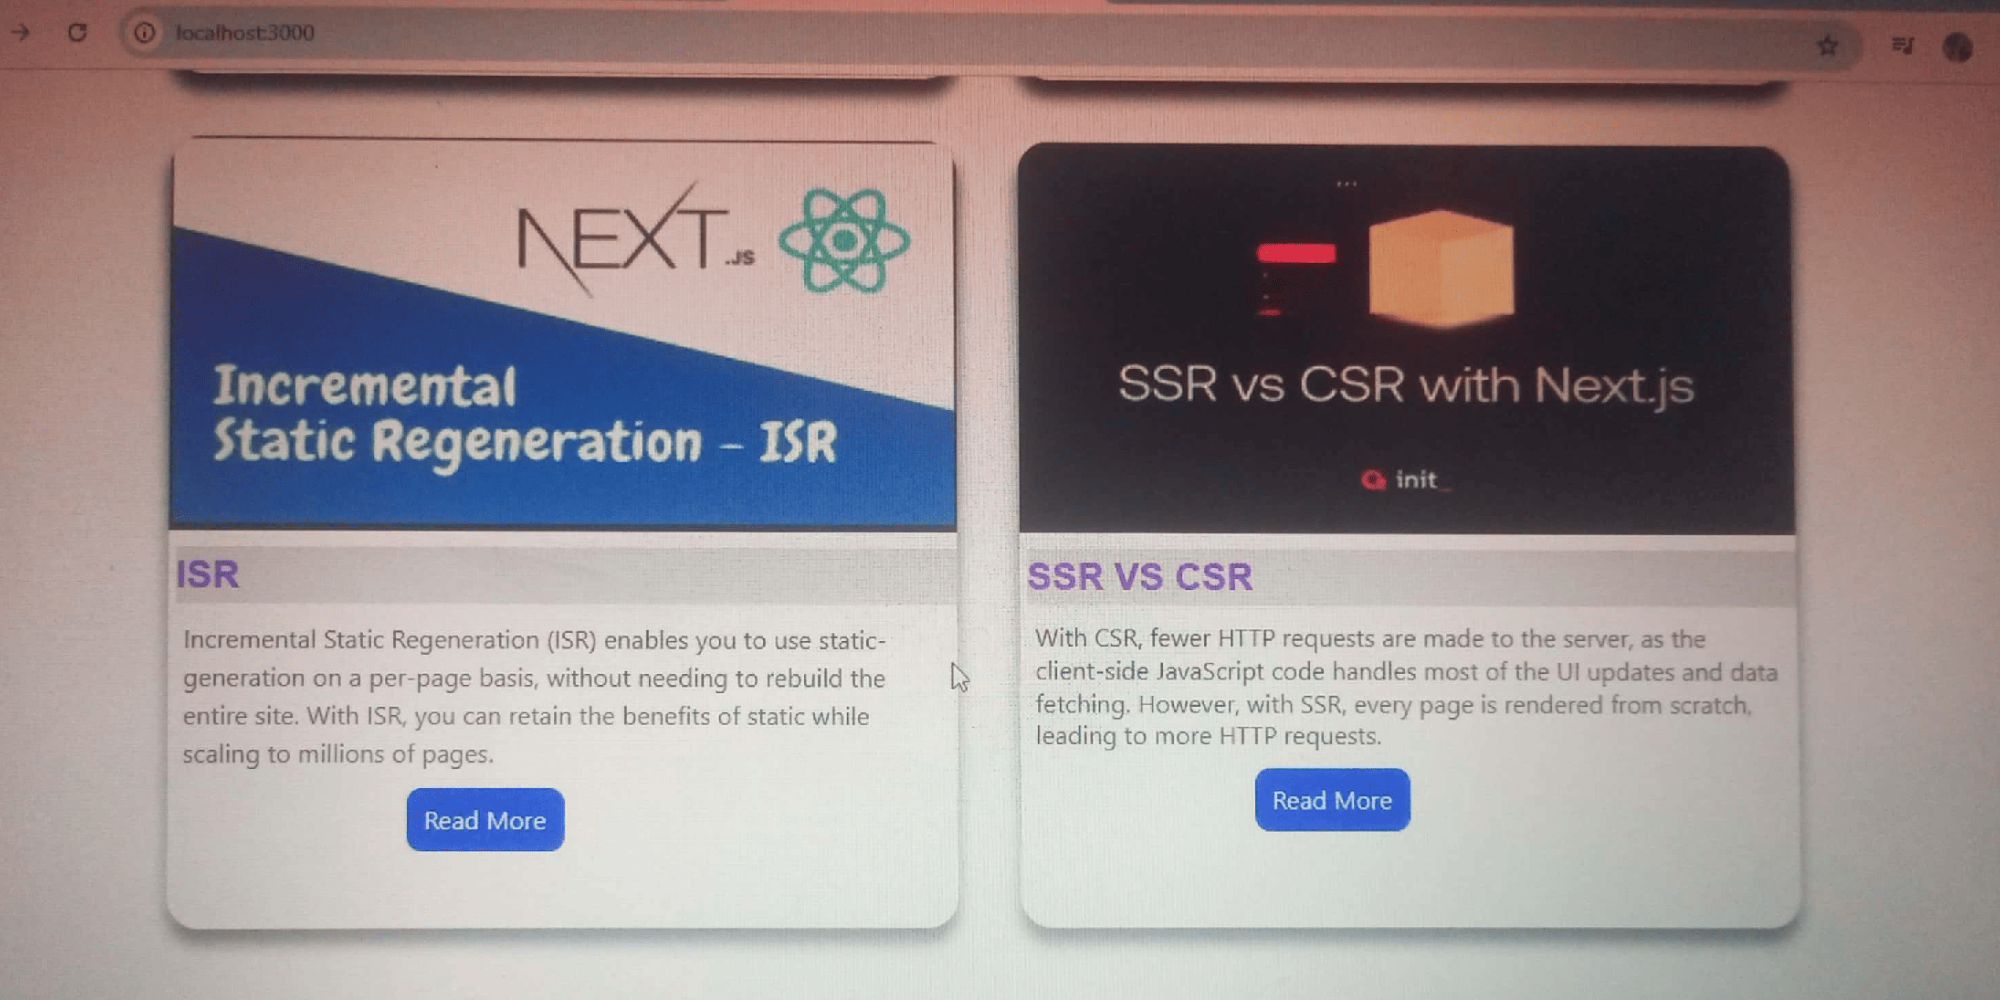 localhost:3000
NEXT.JS
Incremental
Static Regeneration - ISR
ISR
Incremental Static Regeneration (ISR) enables you to use static-
generation on a per-page basis, without needing to rebuild the
entire site. With ISR, you can retain the benefits of static while
scaling to millions of pages.
Read More
SSR vs CSR with Next.js
init_
SSR VS CSR
With CSR, fewer HTTP requests are made to the server, as the
client-side JavaScript code handles most of the UI updates and data
fetching. However, with SSR, every page is rendered from scratch,
leading to more HTTP requests.
Read More